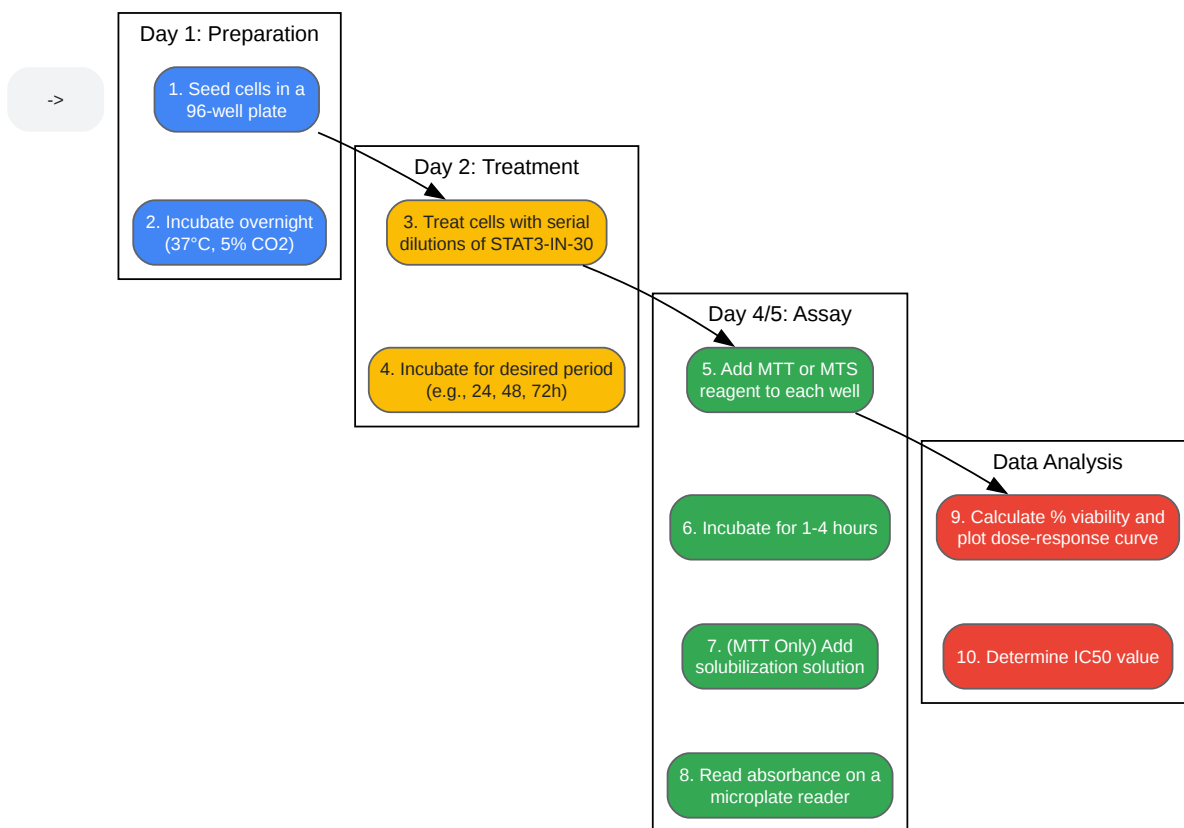 ->
Day 1: Preparation
1. Seed cells in a
96-well plate
2. Incubate overnight
(37°C, 5% CO2)
Day 2: Treatment
3. Treat cells with serial
dilutions of STAT3-IN-30
4. Incubate for desired period
(e.g., 24, 48, 72h)
Day 4/5: Assay
5. Add MTT or MTS
reagent to each well
6. Incubate for 1-4 hours
7. (MTT Only) Add
solubilization solution
8. Read absorbance on a
microplate reader
Data Analysis
9. Calculate % viability and
plot dose-response curve
10. Determine IC50 value